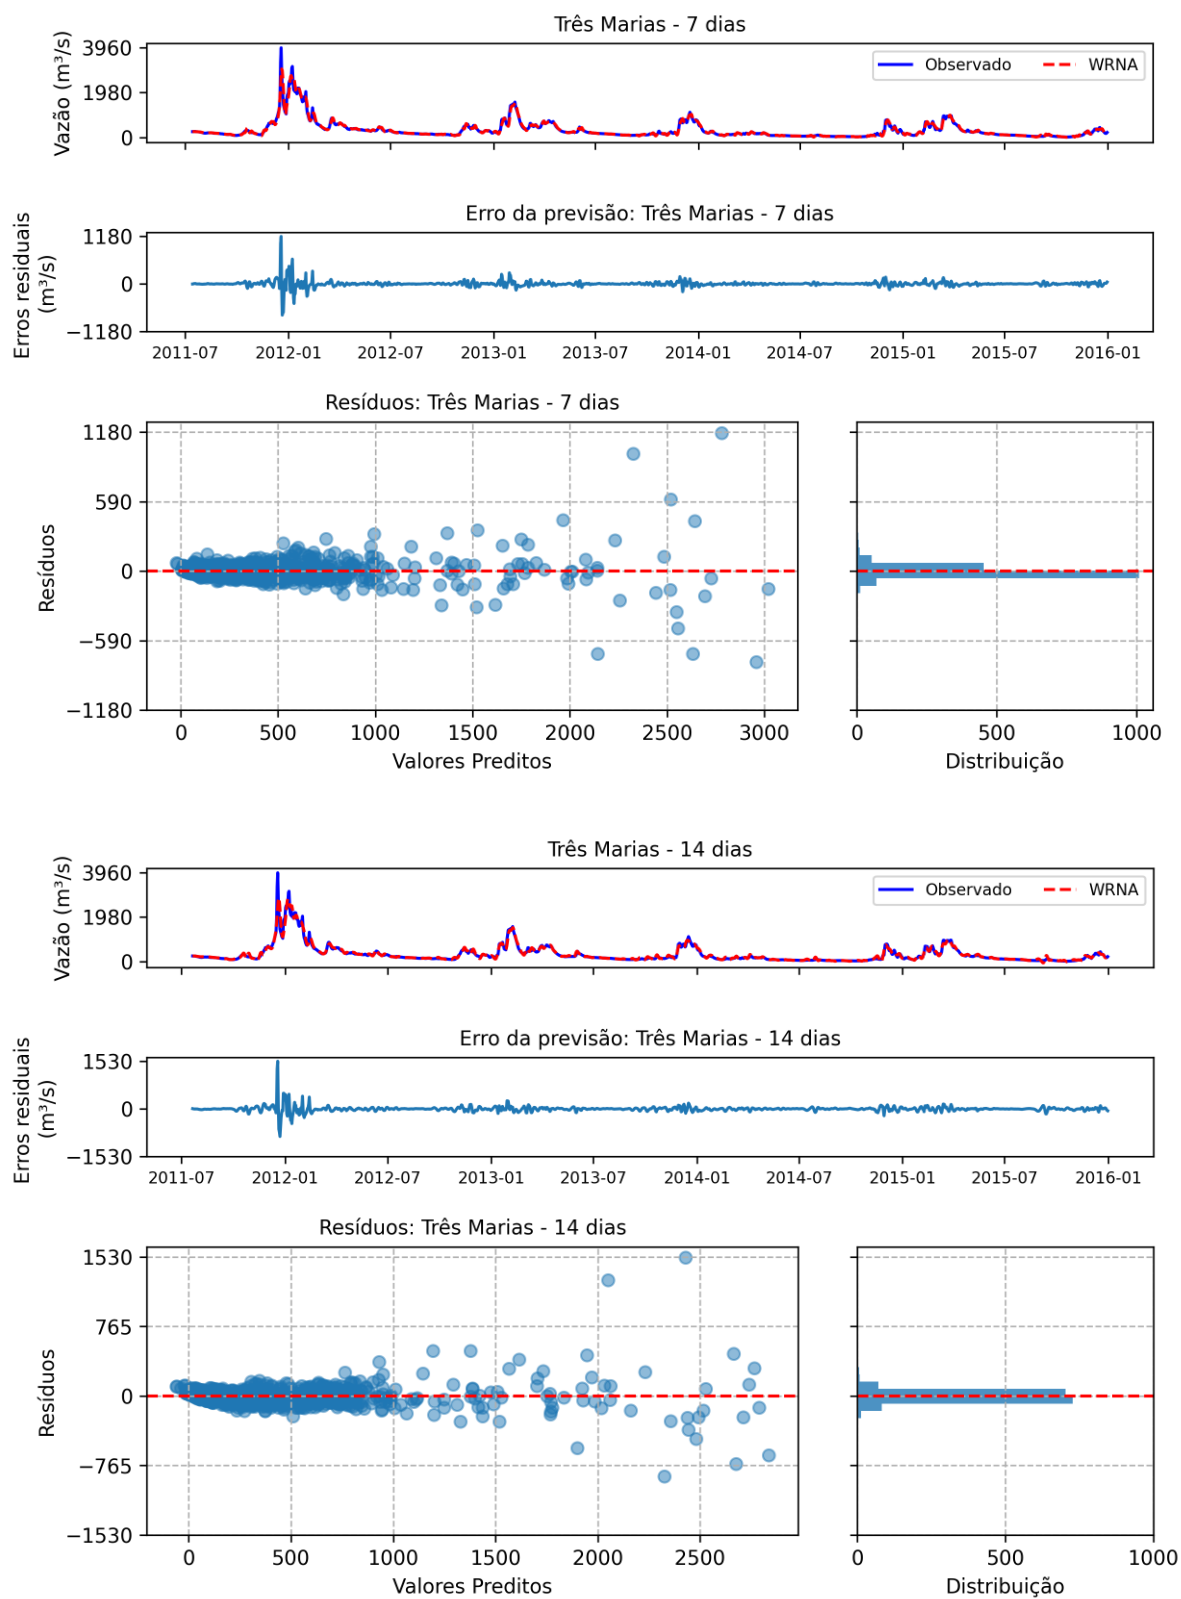 Três Marias - 7 dias
Vazão (m³/s)
3960
1980
0
Observado
WRNA
Erro da previsão: Três Marias - 7 dias
Erros residuais
(m³/s)
1180
0
−1180
2011-07 2012-01 2012-07 2013-01 2013-07 2014-01 2014-07 2015-01 2015-07 2016-01
Resíduos: Três Marias - 7 dias
Resíduos
1180
590
0
−590
−1180
0 500 1000 1500 2000 2500 3000
Valores Preditos
0 500 1000
Distribuição
Três Marias - 14 dias
Vazão (m³/s)
3960
1980
0
Observado
WRNA
Erro da previsão: Três Marias - 14 dias
Erros residuais
(m³/s)
1530
0
−1530
2011-07 2012-01 2012-07 2013-01 2013-07 2014-01 2014-07 2015-01 2015-07 2016-01
Resíduos: Três Marias - 14 dias
Resíduos
1530
765
0
−765
−1530
0 500 1000 1500 2000 2500
Valores Preditos
0 500 1000
Distribuição